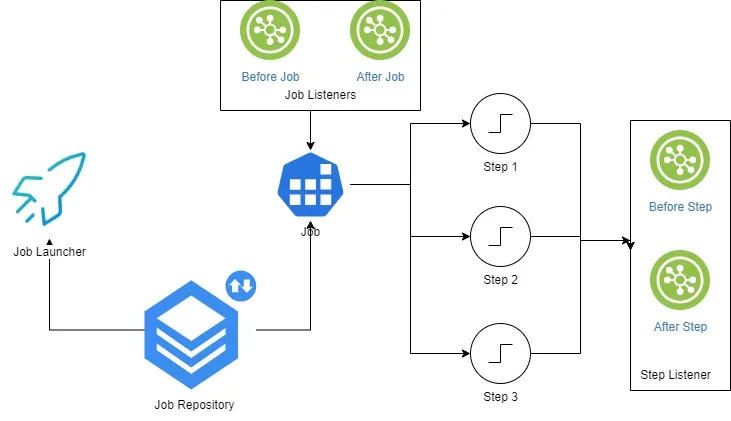 Before Job
After Job
Job Listeners
Step 1
Job Launcher
Job
Before Step
Step 2
After Step
Step Listener
Job Repository
Step 3